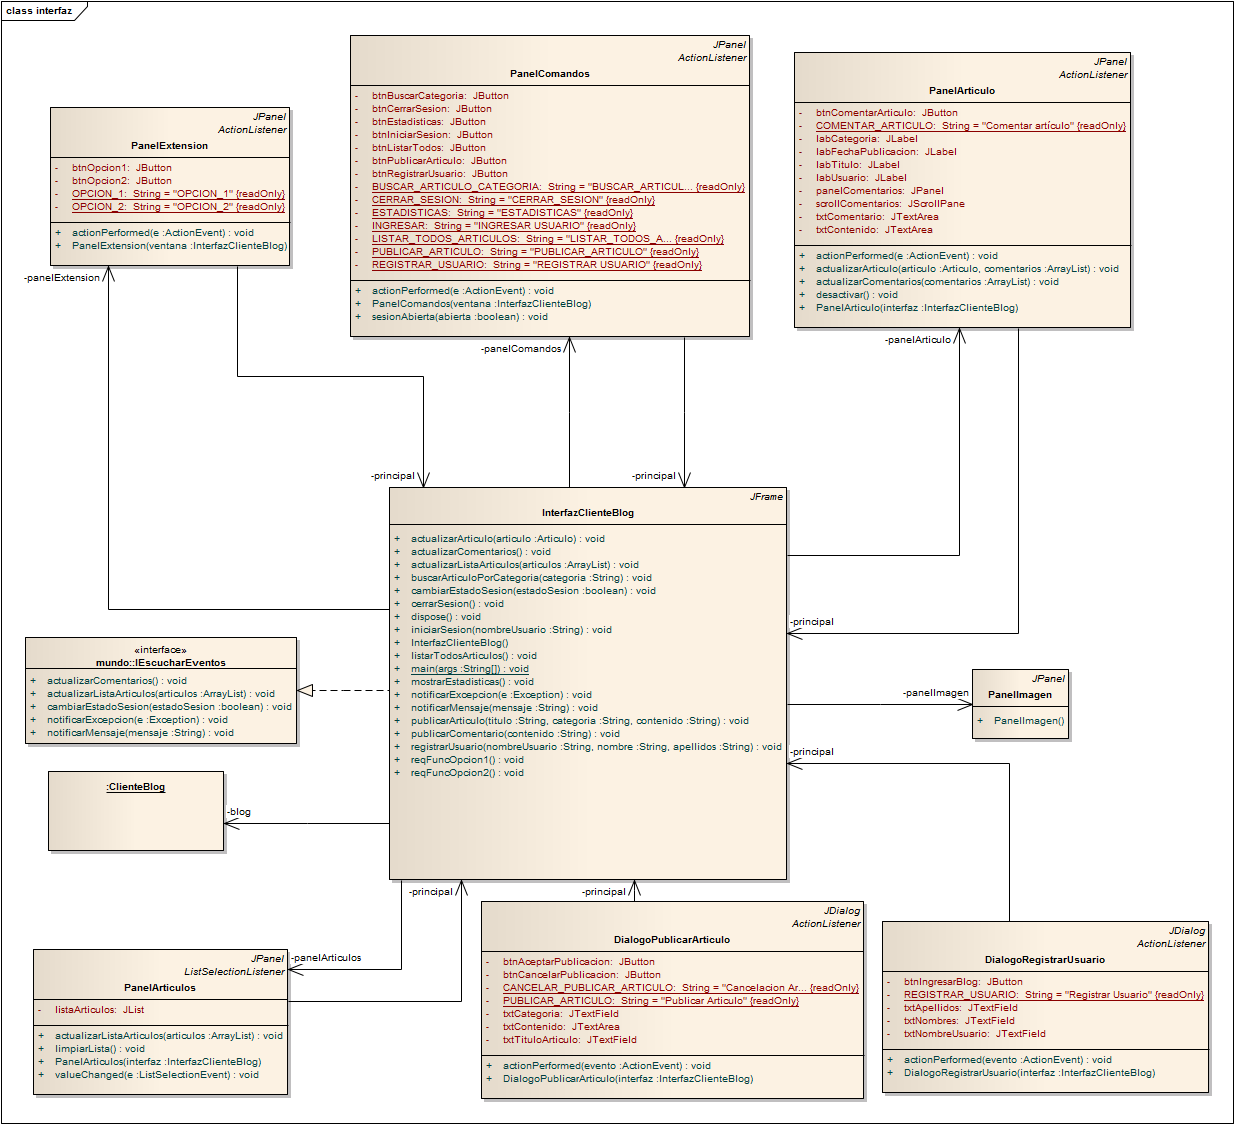 class interfaz
JPanel
ActionListener
PanelExtension
- btnOpcion1: JButton
- btnOpcion2: JButton
- OPCION_1: String = "OPCION_1" {readOnly}
- OPCION_2: String = "OPCION_2" {readOnly}
+ actionPerformed(e :ActionEvent) : void
+ PanelExtension(ventana :InterfazClienteBlog)
-panelExtension
JPanel
ActionListener
PanelComandos
- btnBuscarCategoria: JButton
- btnCerrarSesion: JButton
- btnEstadisticas: JButton
- btnIniciarSesion: JButton
- btnListarTodos: JButton
- btnPublicarArticulo: JButton
- btnRegistrarUsuario: JButton
- BUSCAR_ARTICULO_CATEGORIA: String = "BUSCAR_ARTICUL... {readOnly}
- CERRAR_SESION: String = "CERRAR_SESION" {readOnly}
- ESTADISTICAS: String = "ESTADISTICAS" {readOnly}
- INGRESAR: String = "INGRESAR USUARIO" {readOnly}
- LISTAR_TODOS_ARTICULOS: String = "LISTAR_TODOS_A... {readOnly}
- PUBLICAR_ARTICULO: String = "PUBLICAR_ARTICULO" {readOnly}
- REGISTRAR_USUARIO: String = "REGISTRAR USUARIO" {readOnly}
+ actionPerformed(e :ActionEvent) : void
+ PanelComandos(ventana :InterfazClienteBlog)
+ sesionAbierta(abierta :boolean) : void
-panelComandos
JPanel
ActionListener
PanelArticulo
- btnComentarArticulo: JButton
- COMENTAR_ARTICULO: String = "Comentar artículo" {readOnly}
- labCategoria: JLabel
- labFechaPublicacion: JLabel
- labTitulo: JLabel
- labUsuario: JLabel
- panelComentarios: JPanel
- scrollComentarios: JScrollPane
- txtComentario: JTextArea
- txtContenido: JTextArea
+ actionPerformed(e :ActionEvent) : void
+ actualizarArticulo(articulo :Articulo, comentarios :ArrayList) : void
+ actualizarComentarios(comentarios :ArrayList) : void
+ desactivar() : void
+ PanelArticulo(interfaz :InterfazClienteBlog)
-panelArticulo
-principal
-principal
JFrame
InterfazClienteBlog
+ actualizarArticulo(articulo :Articulo) : void
+ actualizarComentarios() : void
+ actualizarListaArticulos(articulos :ArrayList) : void
+ buscarArticuloPorCategoria(categoria :String) : void
+ cambiarEstadoSesion(estadoSesion :boolean) : void
+ cerrarSesion() : void
+ dispose() : void
+ iniciarSesion(nombreUsuario :String) : void
+ InterfazClienteBlog()
+ listarTodosArticulos() : void
+ main(args :String[]) : void
+ mostrarEstadisticas() : void
+ notificarExcepcion(e :Exception) : void
+ notificarMensaje(mensaje :String) : void
+ publicarArticulo(titulo :String, categoria :String, contenido :String) : void
+ publicarComentario(contenido :String) : void
+ registrarUsuario(nombreUsuario :String, nombre :String, apellidos :String) : void
+ reqFuncOpcion1() : void
+ reqFuncOpcion2() : void
-principal
«interface»
mundo::IEscucharEventos
+ actualizarComentarios() : void
+ actualizarListaArticulos(articulos :ArrayList) : void
+ cambiarEstadoSesion(estadoSesion :boolean) : void
+ notificarExcepcion(e :Exception) : void
+ notificarMensaje(mensaje :String) : void
-panelImagen
JPanel
PanelImagen
+ PanelImagen()
-principal
:ClienteBlog
-blog
-principal
-principal
JPanel
ListSelectionListener
PanelArticulos
- listaArticulos: JList
+ actualizarListaArticulos(articulos :ArrayList) : void
+ limpiarLista() : void
+ PanelArticulos(interfaz :InterfazClienteBlog)
+ valueChanged(e :ListSelectionEvent) : void
-panelArticulos
JDialog
ActionListener
DialogoPublicarArticulo
- btnAceptarPublicacion: JButton
- btnCancelarPublicacion: JButton
- CANCELAR_PUBLICAR_ARTICULO: String = "Cancelacion Ar... {readOnly}
- PUBLICAR_ARTICULO: String = "Publicar Articulo" {readOnly}
- txtCategoria: JTextField
- txtContenido: JTextArea
- txtTituloArticulo: JTextField
+ actionPerformed(evento :ActionEvent) : void
+ DialogoPublicarArticulo(interfaz :InterfazClienteBlog)
JDialog
ActionListener
DialogoRegistrarUsuario
- btnIngresarBlog: JButton
- REGISTRAR_USUARIO: String = "Registrar Usuario" {readOnly}
- txtApellidos: JTextField
- txtNombres: JTextField
- txtNombreUsuario: JTextField
+ actionPerformed(evento :ActionEvent) : void
+ DialogoRegistrarUsuario(interfaz :InterfazClienteBlog)